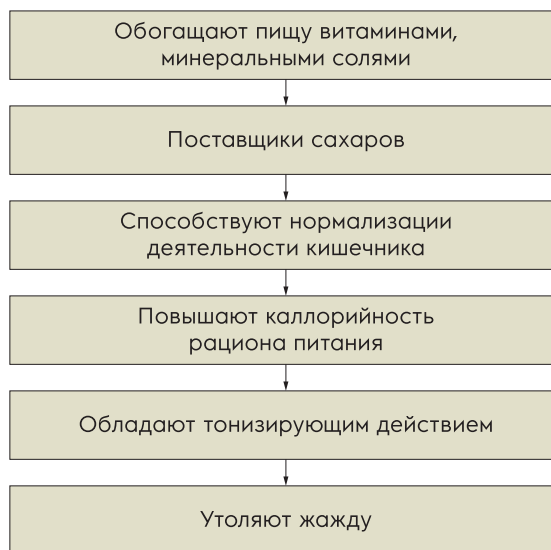 Обогащают пищу витаминами,
минеральными солями
Поставщики сахаров
Способствуют нормализации
деятельности кишечника
Повышают каллорийность
рациона питания
Обладают тонизирующим действием
Утоляют жажду